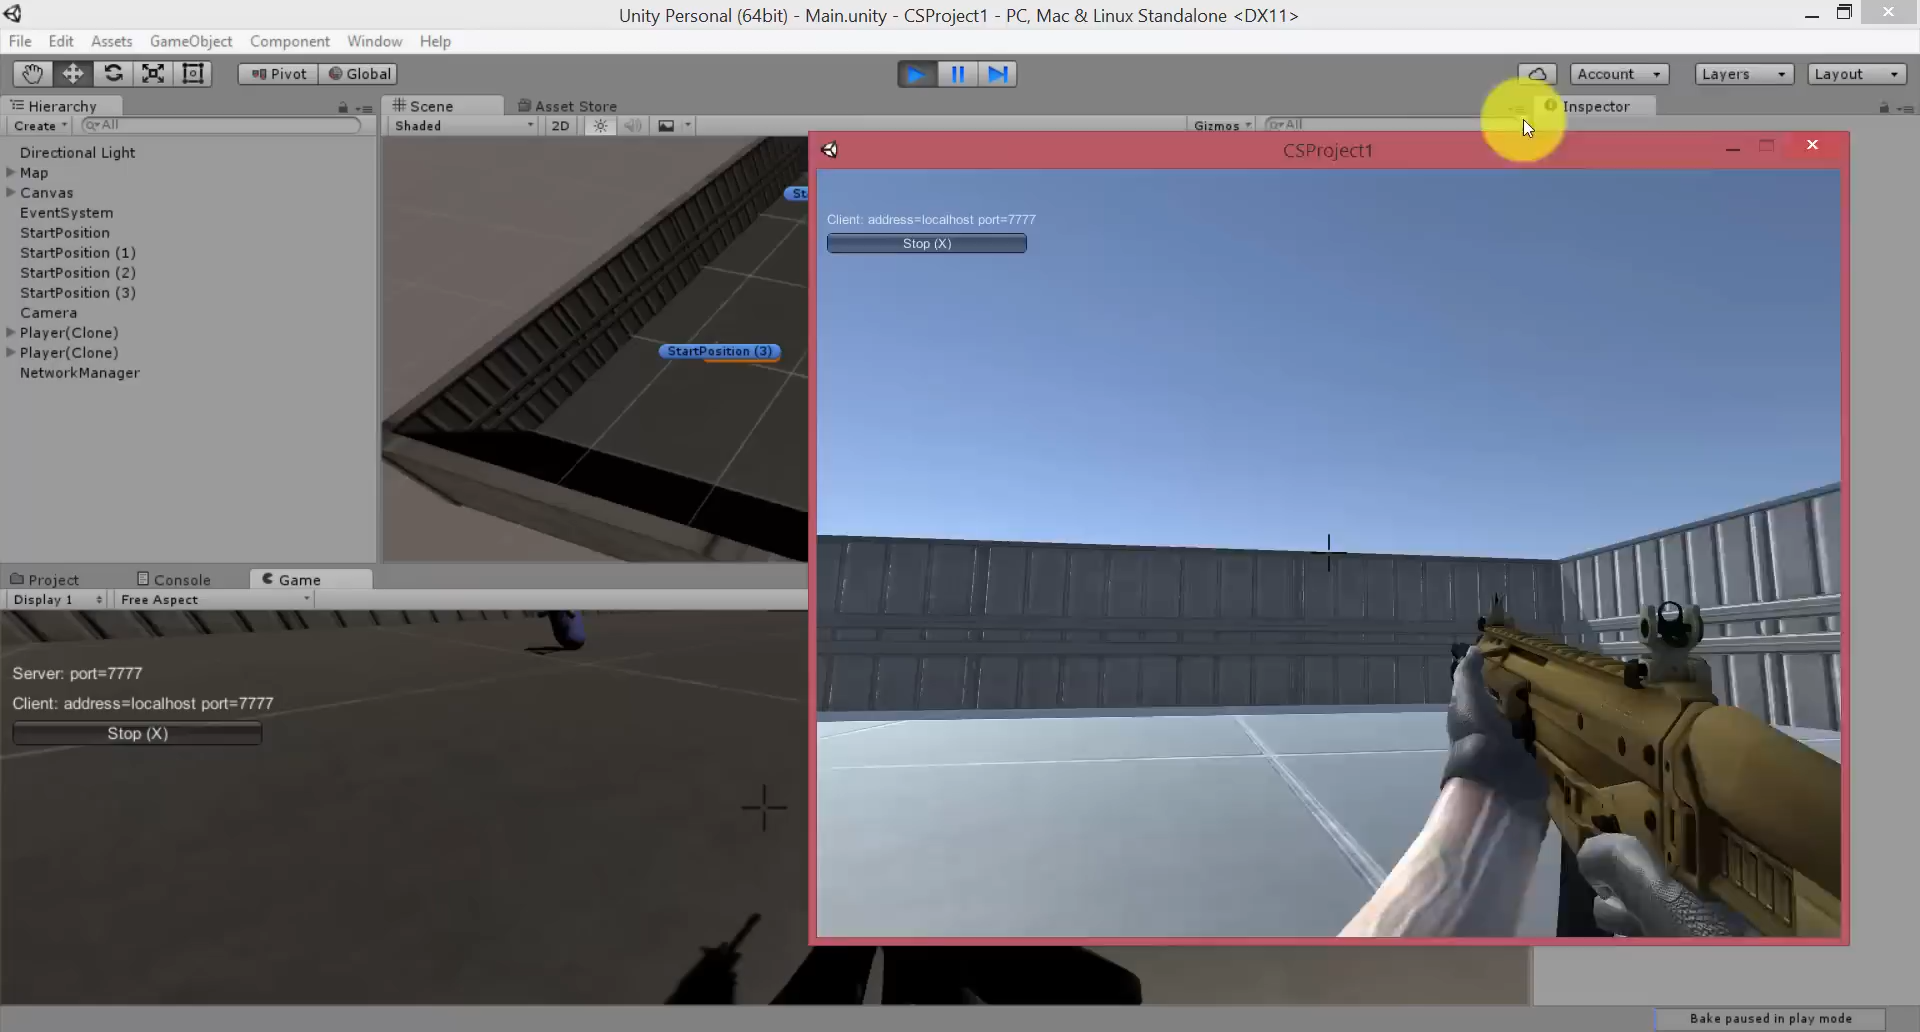 Unity Personal (64bit) - Main.unity - CSProject1 - PC, Mac & Linux Standalone <DX11>
File Edit Assets GameObject Component Window Help
Pivot Global Account Layers Layout
Hierarchy Scene Asset Store Inspector
Create All Shaded 2D Gizmos All
Directional Light
Map
Canvas
EventSystem
StartPosition
StartPosition (1)
StartPosition (2)
StartPosition (3)
Camera
Player(Clone)
Player(Clone)
NetworkManager
St
StartPosition (3)
CSProject1
Client: address=localhost port=7777
Stop (X)
Project Console Game
Display 1 Free Aspect
Server: port=7777
Client: address=localhost port=7777
Stop (X)
Bake paused in play mode